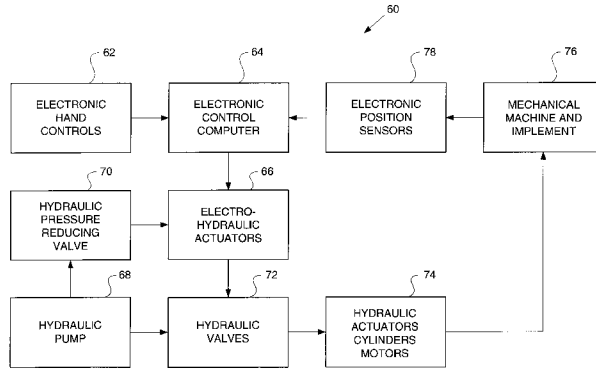 60
62
ELECTRONIC
HAND
CONTROLS
64
ELECTRONIC
CONTROL
COMPUTER
78
ELECTRONIC
POSITION
SENSORS
76
MECHANICAL
MACHINE AND
IMPLEMENT
70
HYDRAULIC
PRESSURE
REDUCING
VALVE
66
ELECTRO-
HYDRAULIC
ACTUATORS
68
HYDRAULIC
PUMP
72
HYDRAULIC
VALVES
74
HYDRAULIC
ACTUATORS
CYLINDERS
MOTORS